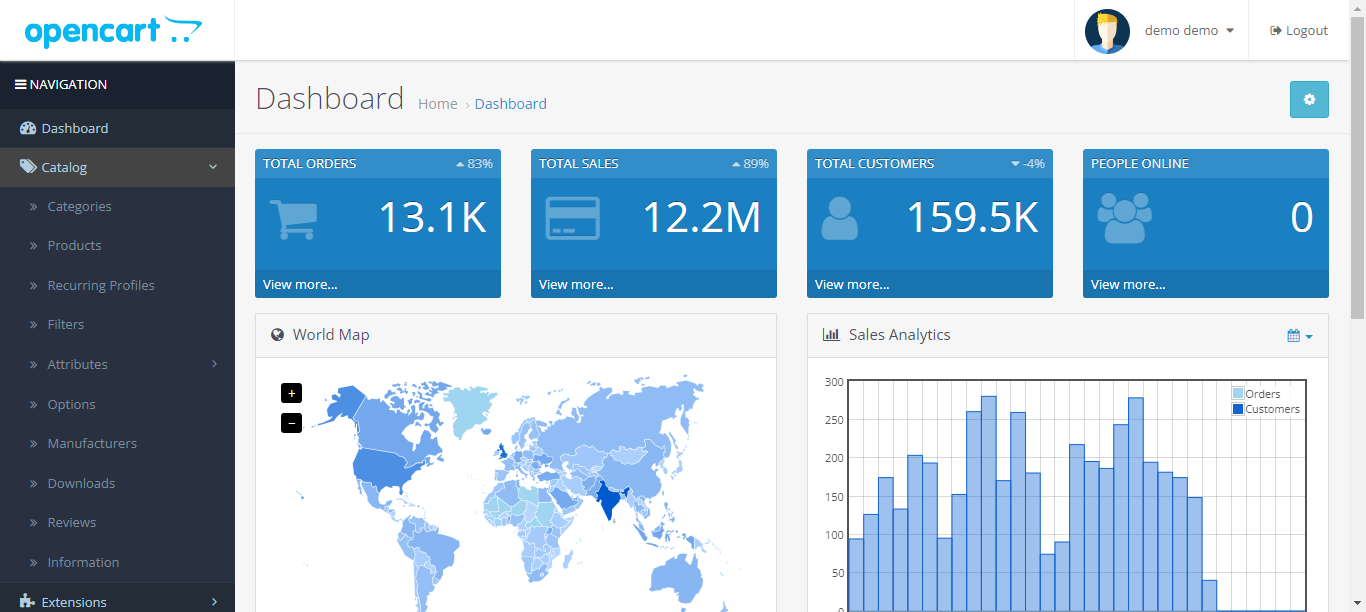 opencart
demo demo
Logout
NAVIGATION
Dashboard
Catalog
Categories
Products
Recurring Profiles
Filters
Attributes
Options
Manufacturers
Downloads
Reviews
Information
Extensions
Dashboard
Home › Dashboard
TOTAL ORDERS 83%
13.1K
View more...
TOTAL SALES 89%
12.2M
View more...
TOTAL CUSTOMERS -4%
159.5K
View more...
PEOPLE ONLINE
0
View more...
World Map
+
−
Sales Analytics
300
250
200
150
100
50
0
Orders
Customers